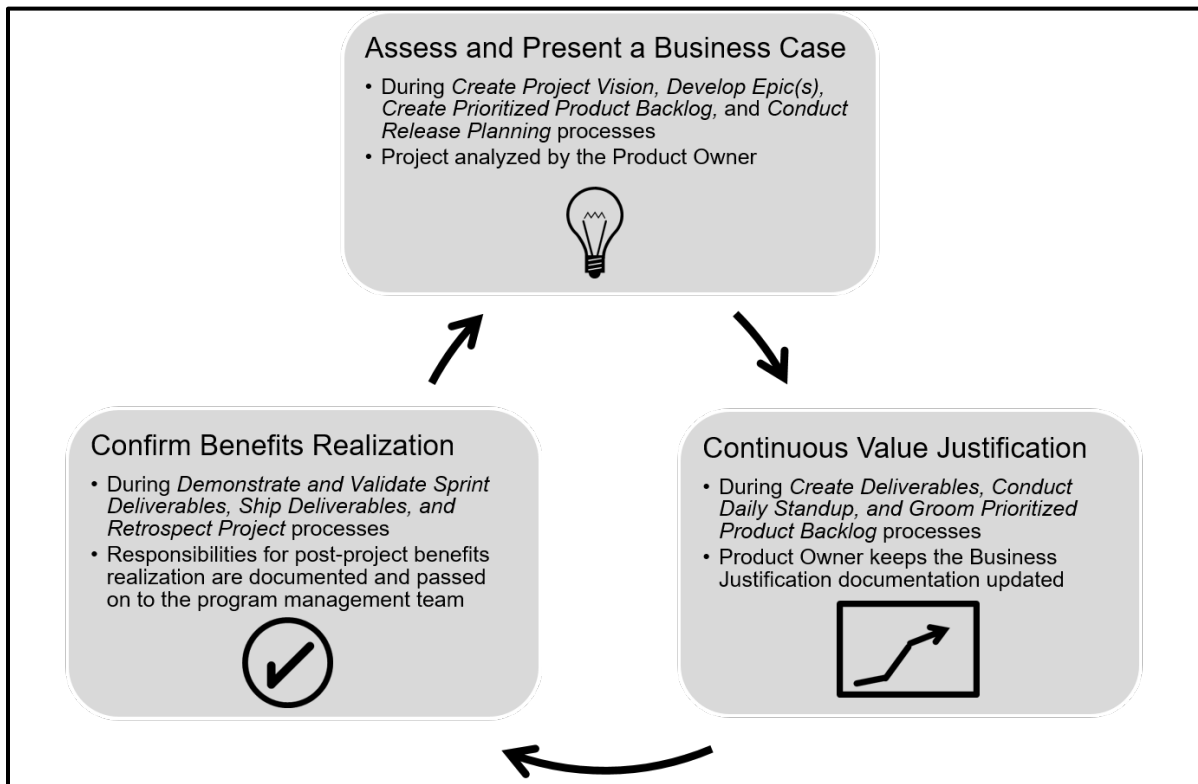 Assess and Present a Business Case
• During Create Project Vision, Develop Epic(s),
Create Prioritized Product Backlog, and Conduct
Release Planning processes
• Project analyzed by the Product Owner
Confirm Benefits Realization
• During Demonstrate and Validate Sprint
Deliverables, Ship Deliverables, and
Retrospect Project processes
• Responsibilities for post-project benefits
realization are documented and passed
on to the program management team
Continuous Value Justification
• During Create Deliverables, Conduct
Daily Standup, and Groom Prioritized
Product Backlog processes
• Product Owner keeps the Business
Justification documentation updated